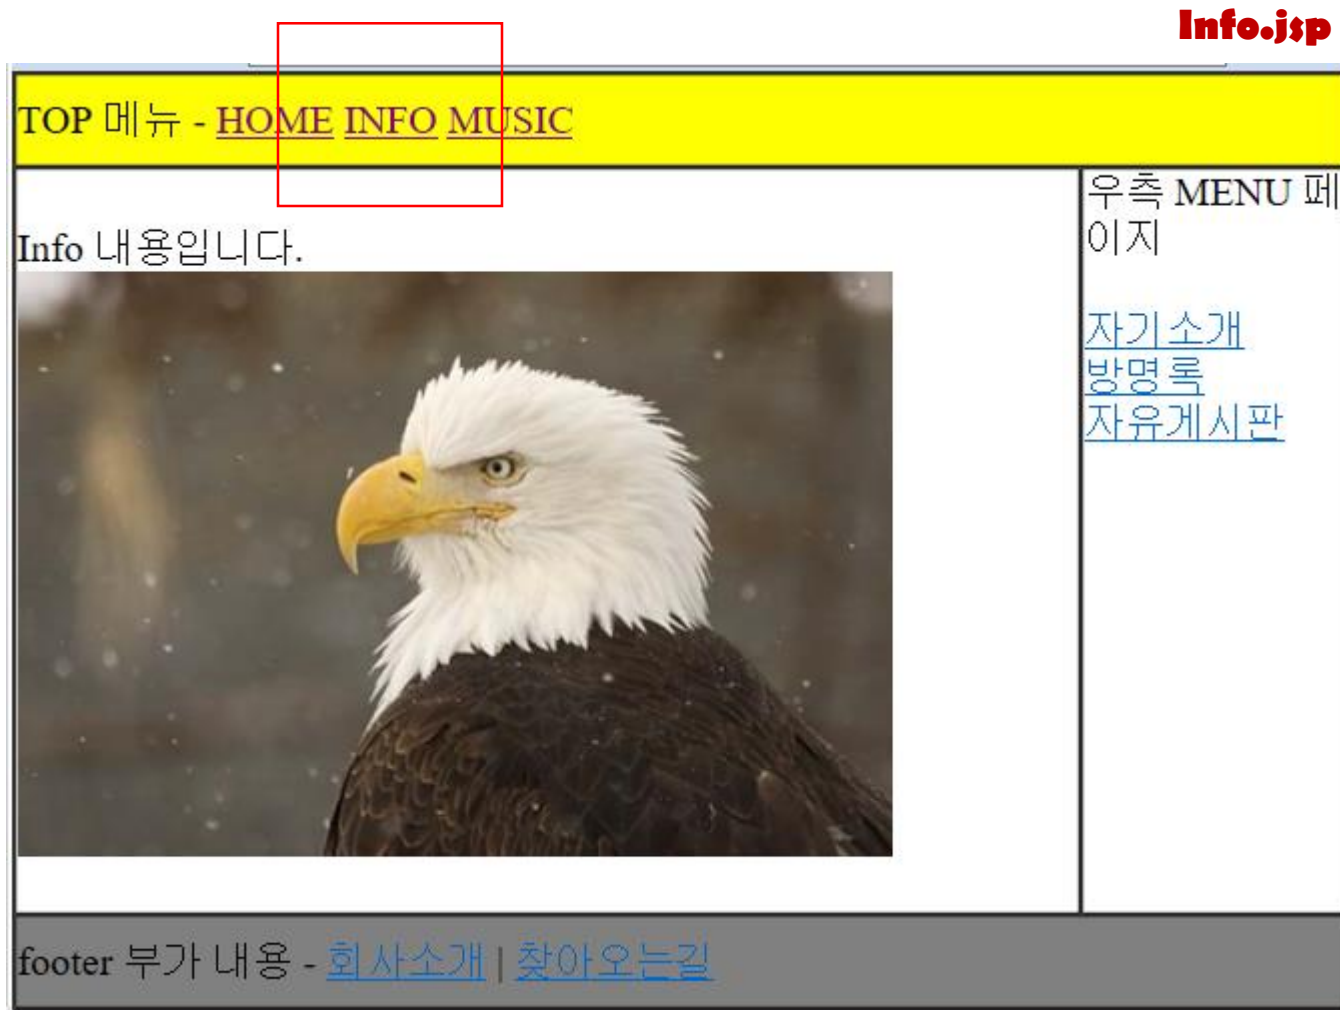 Info.jsp
TOP 메뉴 - HOME INFO MUSIC
Info 내용입니다.
우측 MENU 페
이지
자기소개
방명록
자유게시판
footer 부가 내용 - 회사소개 | 찾아오는길